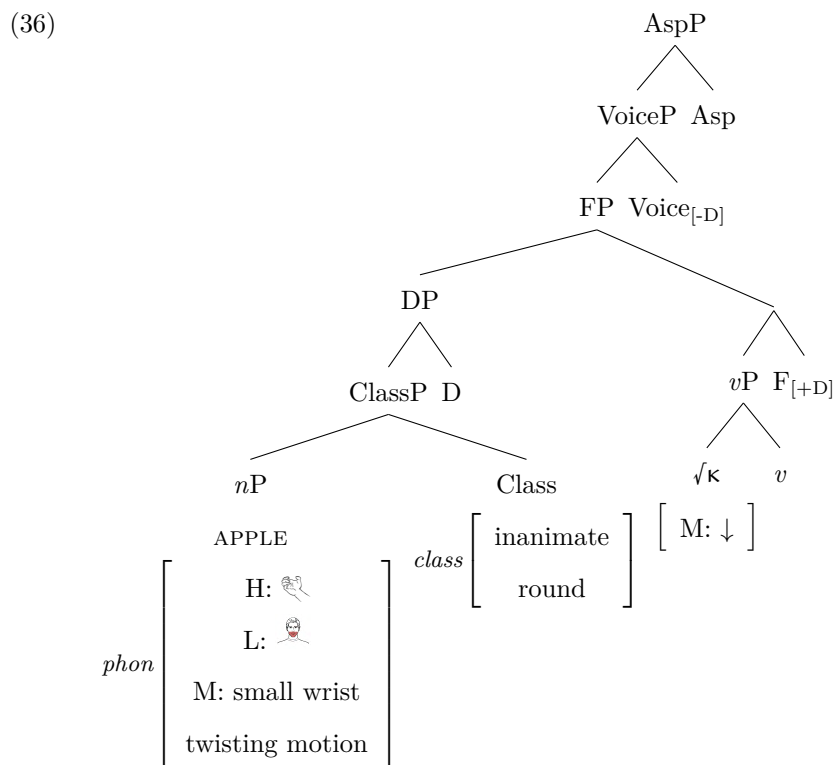 (36)
AspP
VoiceP Asp
FP Voice[-D]
DP
ClassP D
vP F[+D]
nP Class √κ v
APPLE
phon
H:
L:
M: small wrist
twisting motion
class
inanimate
round
M: ↓